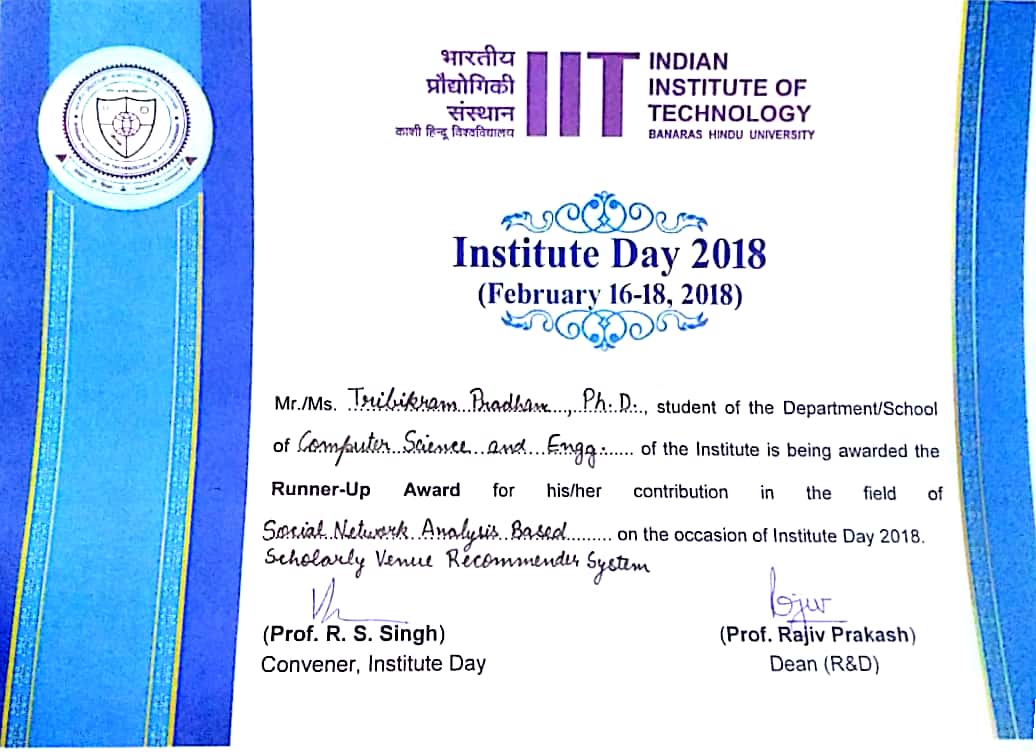 भारतीय
प्रौद्योगिकी
संस्थान
काशी हिन्दू विश्वविद्यालय
IIT
INDIAN
INSTITUTE OF
TECHNOLOGY
BANARAS HINDU UNIVERSITY
Institute Day 2018
(February 16-18, 2018)
Mr./Ms. Tribikram Pradhan, Ph.D., student of the Department/School
of Computer Science and Engg. of the Institute is being awarded the
Runner-Up Award for his/her contribution in the field of
Social Network Analysis Based on the occasion of Institute Day 2018.
Scholarly Venue Recommender System
(Prof. R. S. Singh)
Convener, Institute Day
(Prof. Rajiv Prakash)
Dean (R&D)